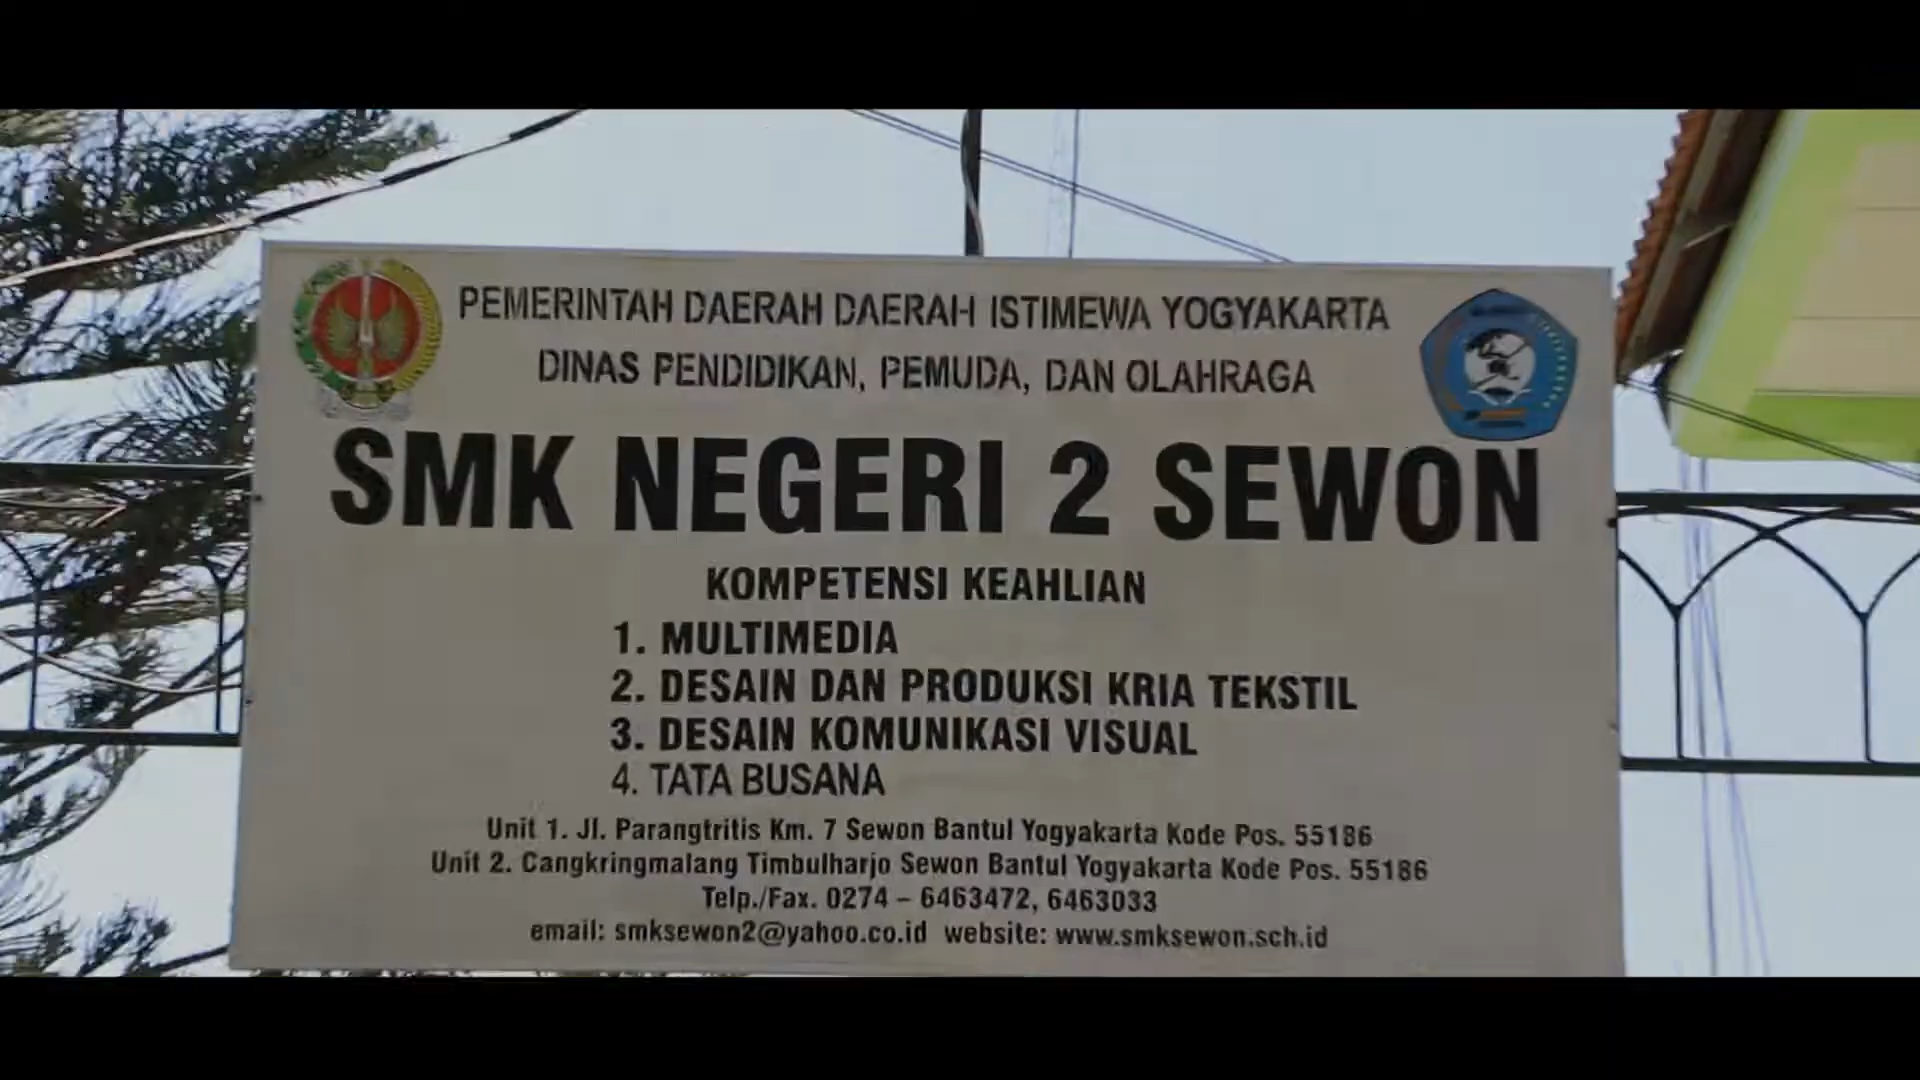 PEMERINTAH DAERAH DAERAH ISTIMEWA YOGYAKARTA
DINAS PENDIDIKAN, PEMUDA, DAN OLAHRAGA
SMK NEGERI 2 SEWON
KOMPETENSI KEAHLIAN
1. MULTIMEDIA
2. DESAIN DAN PRODUKSI KRIA TEKSTIL
3. DESAIN KOMUNIKASI VISUAL
4. TATA BUSANA
Unit 1. Jl. Parangtritis Km. 7 Sewon Bantul Yogyakarta Kode Pos. 55186
Unit 2. Cangkringmalang Timbulharjo Sewon Bantul Yogyakarta Kode Pos. 55186
Telp./Fax. 0274 – 6463472, 6463033
email: smksewon2@yahoo.co.id website: www.smksewon.sch.id